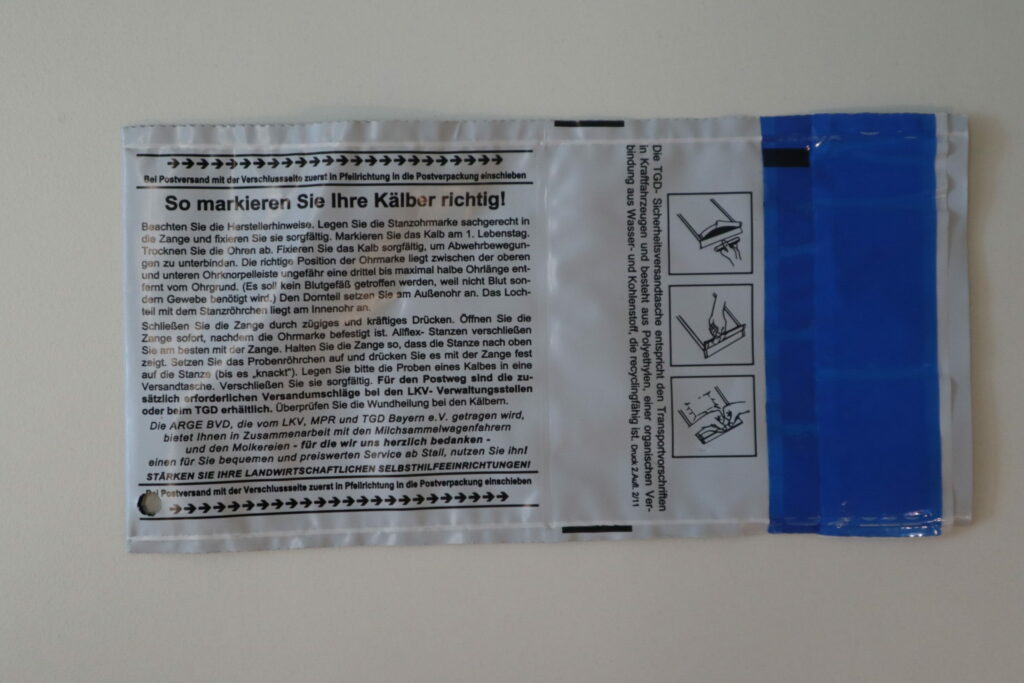 Bei Postversand mit der Verschlussseite zuerst in Pfeilrichtung in die Postverpackung einschieben
So markieren Sie Ihre Kälber richtig!
Beachten Sie die Herstellerhinweise. Legen Sie die Stanzohrmarke sachgerecht in
die Zange und fixieren Sie sie sorgfältig. Markieren Sie das Kalb am 1. Lebenstag.
Trocknen Sie die Ohren ab. Fixieren Sie das Kalb sorgfältig, um Abwehrbewegun-
gen zu unterbinden. Die richtige Position der Ohrmarke liegt zwischen der oberen
und unteren Ohrknorpelleiste ungefähr eine drittel bis maximal halbe Ohrlänge ent-
fernt vom Ohrgrund. (Es soll kein Blutgefäß getroffen werden, weil nicht Blut son-
dern Gewebe benötigt wird.) Den Dornteil setzen Sie am Außenohr an. Das Loch-
teil mit dem Stanzröhrchen liegt am Innenohr an.
Schließen Sie die Zange durch zügiges und kräftiges Drücken. Öffnen Sie die
Zange sofort, nachdem die Ohrmarke befestigt ist. Allflex- Stanzen verschließen
Sie am besten mit der Zange. Halten Sie die Zange so, dass die Stanze nach oben
zeigt. Setzen Sie das Probenröhrchen auf und drücken Sie es mit der Zange fest
auf die Stanze (bis es „knackt"). Legen Sie bitte die Proben eines Kalbes in eine
Versandtasche. Verschließen Sie sie sorgfältig. Für den Postweg sind die zu-
sätzlich erforderlichen Versandumschläge bei den LKV- Verwaltungsstellen
oder beim TGD erhältlich. Überprüfen Sie die Wundheilung bei den Kälbern.
Die ARGE BVD, die vom LKV, MPR und TGD Bayern e.V. getragen wird,
bietet Ihnen in Zusammenarbeit mit den Milchsammelwagenfahrern
und den Molkereien - für die wir uns herzlich bedanken -
einen für Sie bequemen und preiswerten Service ab Stall, nutzen Sie ihn!
STÄRKEN SIE IHRE LANDWIRTSCHAFTLICHEN SELBSTHILFEEINRICHTUNGEN!
Bei Postversand mit der Verschlussseite zuerst in Pfeilrichtung in die Postverpackung einschieben
Die TGD- Sicherheitsversandtasche entspricht den Transportvorschriften
in Kraftfahrzeugen und besteht aus Polyethylen, einer organischen Ver-
bindung aus Wasser- und Kohlenstoff, die recyclingfähig ist. Druck 2.Aufl. 2/11